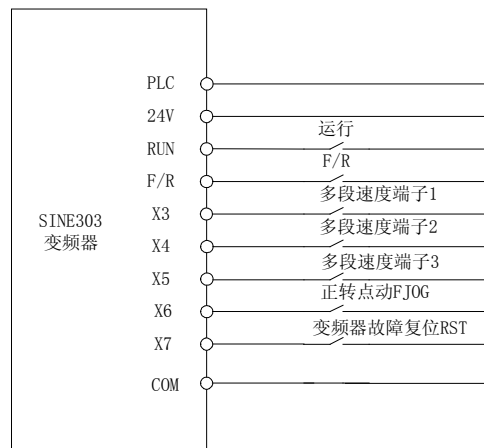 PLC
24V
运行
RUN
F/R
F/R
多段速度端子1
X3
多段速度端子2
SINE303
变频器
X4
多段速度端子3
X5
正转点动FJOG
X6
变频器故障复位RST
X7
COM